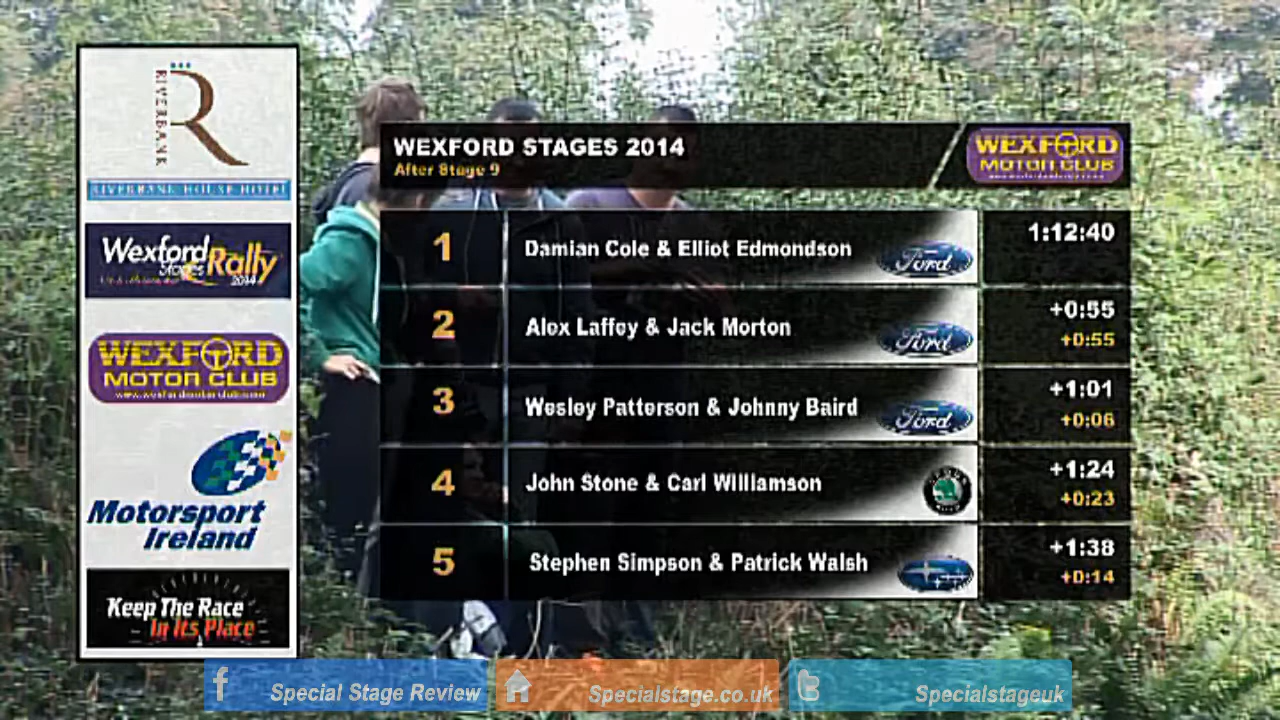 R
RIVERBANK
RIVERBANK HOUSE HOTEL
Wexford
Stages Rally
2014
WEXFORD
MOTOR CLUB
Motorsport
Ireland
Keep The Race
In Its Place
WEXFORD STAGES 2014
After Stage 9
WEXFORD
MOTOR CLUB
1 Damian Cole & Elliot Edmondson Ford 1:12:40
2 Alex Laffey & Jack Morton Ford +0:55
+0:55
3 Wesley Patterson & Johnny Baird Ford +1:01
+0:06
4 John Stone & Carl Williamson +1:24
+0:23
5 Stephen Simpson & Patrick Walsh +1:38
+0:14
f Special Stage Review
Specialstage.co.uk
t Specialstageuk